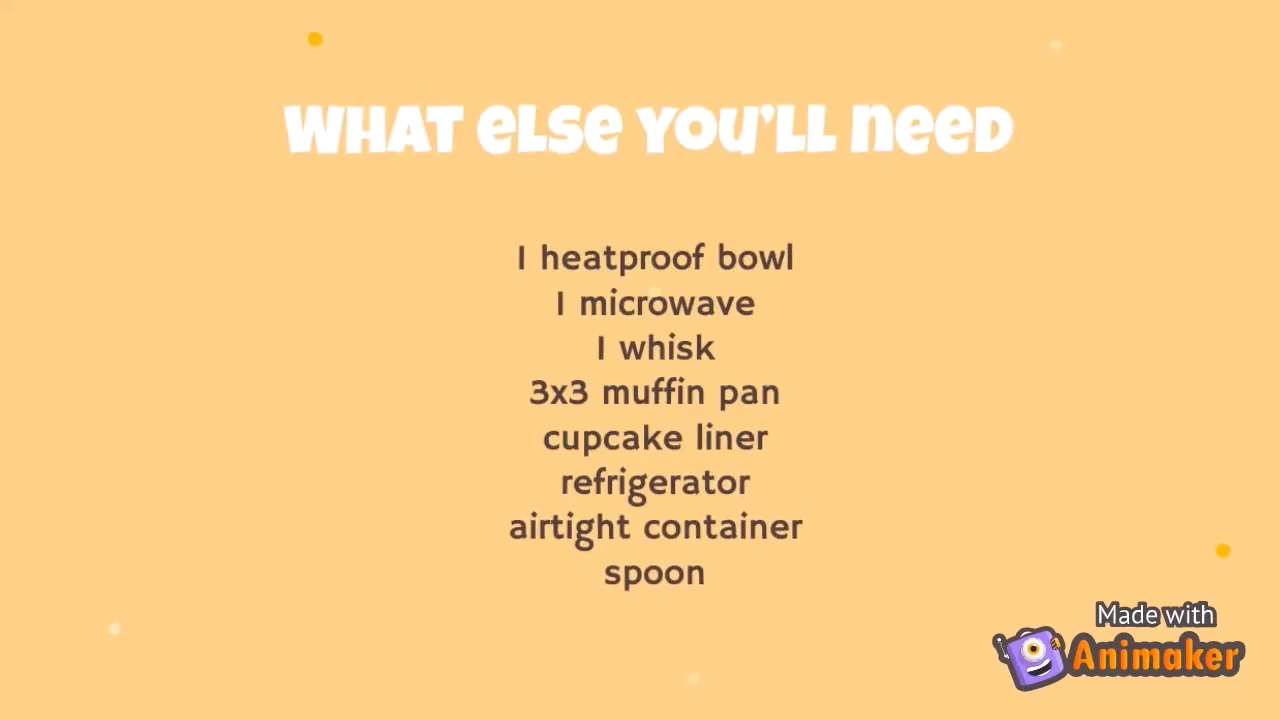 WHAT ELSE YOU'LL NEED
1 heatproof bowl
1 microwave
1 whisk
3x3 muffin pan
cupcake liner
refrigerator
airtight container
spoon
Made with
Animaker